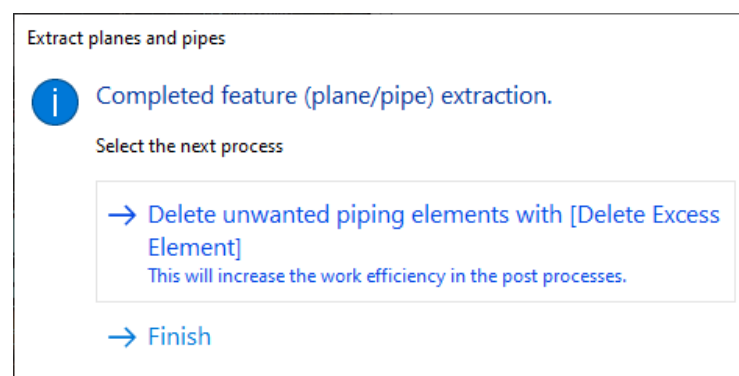 Extract planes and pipes
Completed feature (plane/pipe) extraction.
Select the next process
Delete unwanted piping elements with [Delete Excess
Element]
This will increase the work efficiency in the post processes.
Finish